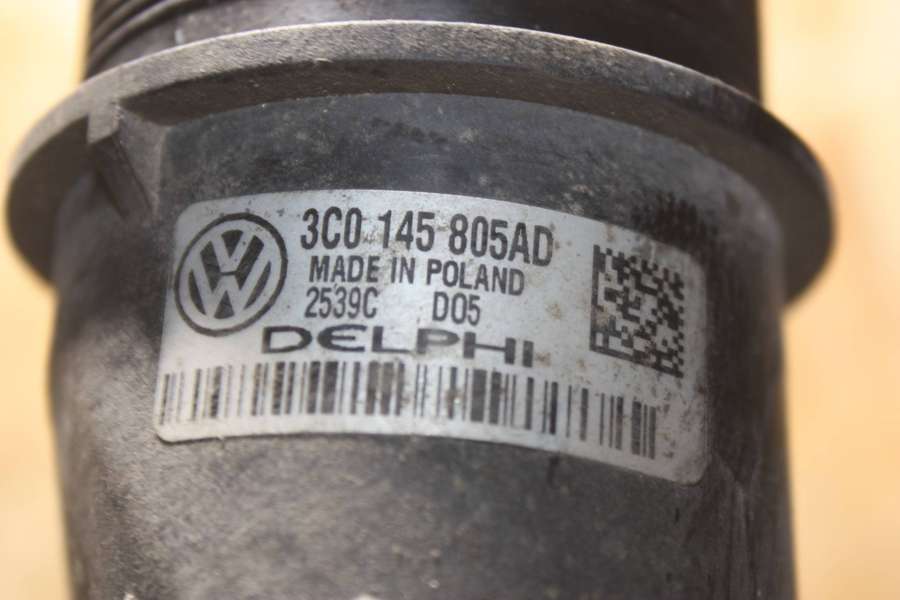 3C0 145 805AD
MADE IN POLAND
2539C D05
DELPHI